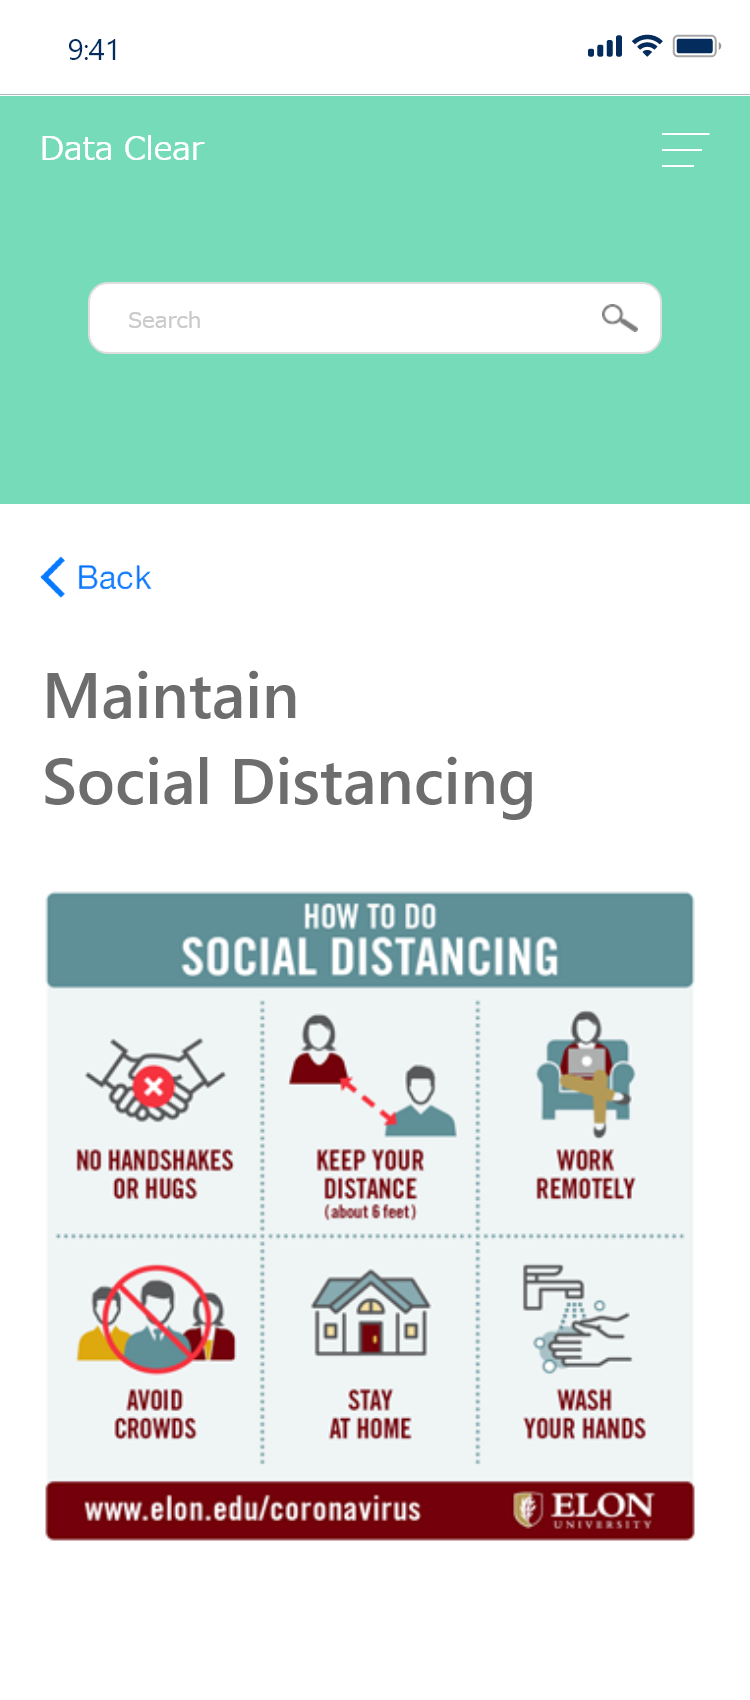 9:41
Data Clear
Search
Back
Maintain
Social Distancing
HOW TO DO
SOCIAL DISTANCING
NO HANDSHAKES
OR HUGS
KEEP YOUR
DISTANCE
(about 6 feet)
WORK
REMOTELY
AVOID
CROWDS
STAY
AT HOME
WASH
YOUR HANDS
www.elon.edu/coronavirus
ELON
UNIVERSITY